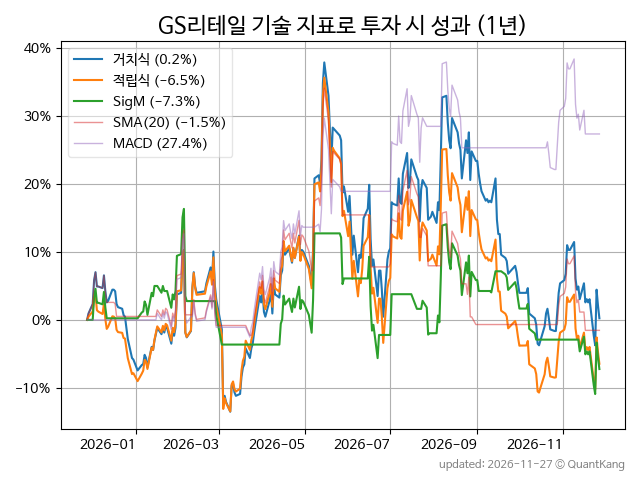 GS리테일 기술 지표로 투자 시 성과 (1년)
거치식 (0.2%)
적립식 (−6.5%)
SigM (−7.3%)
SMA(20) (−1.5%)
MACD (27.4%)
40%
30%
20%
10%
0%
−10%
2026-01 2026-03 2026-05 2026-07 2026-09 2026-11
updated: 2026-11-27 © QuantKang